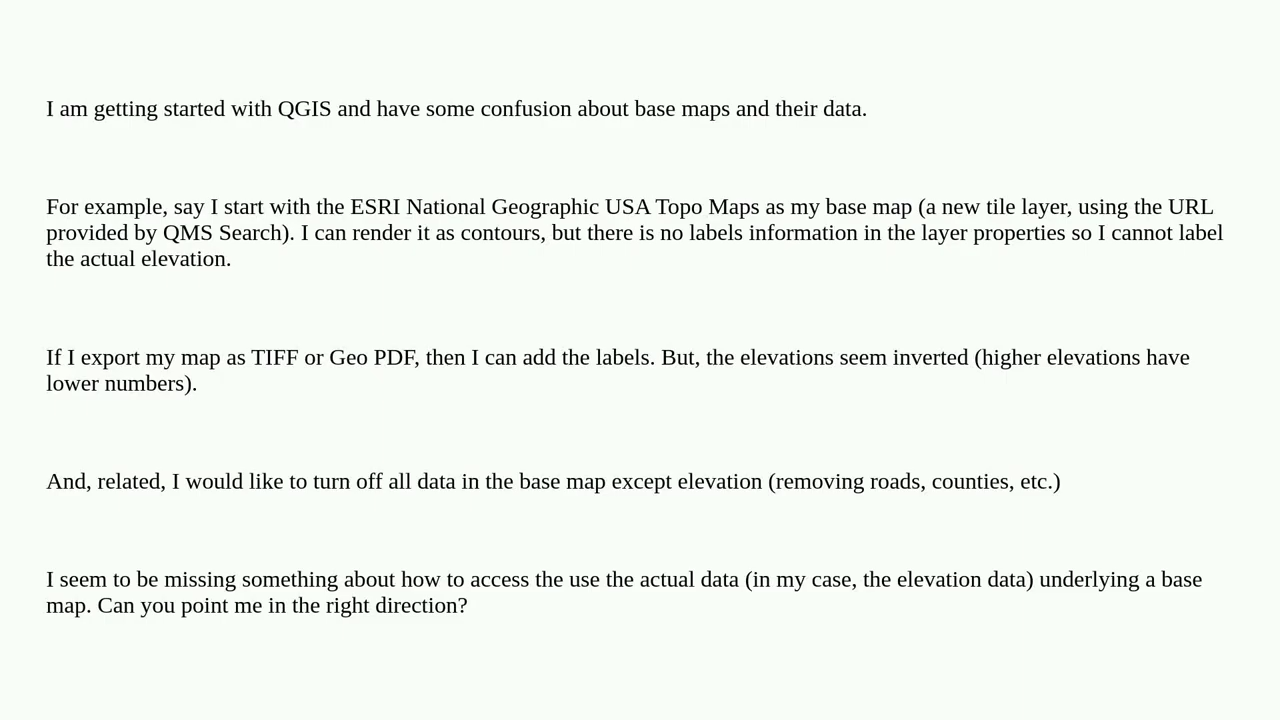 I am getting started with QGIS and have some confusion about base maps and their data.
For example, say I start with the ESRI National Geographic USA Topo Maps as my base map (a new tile layer, using the URL
provided by QMS Search). I can render it as contours, but there is no labels information in the layer properties so I cannot label
the actual elevation.
If I export my map as TIFF or Geo PDF, then I can add the labels. But, the elevations seem inverted (higher elevations have
lower numbers).
And, related, I would like to turn off all data in the base map except elevation (removing roads, counties, etc.)
I seem to be missing something about how to access the use the actual data (in my case, the elevation data) underlying a base
map. Can you point me in the right direction?